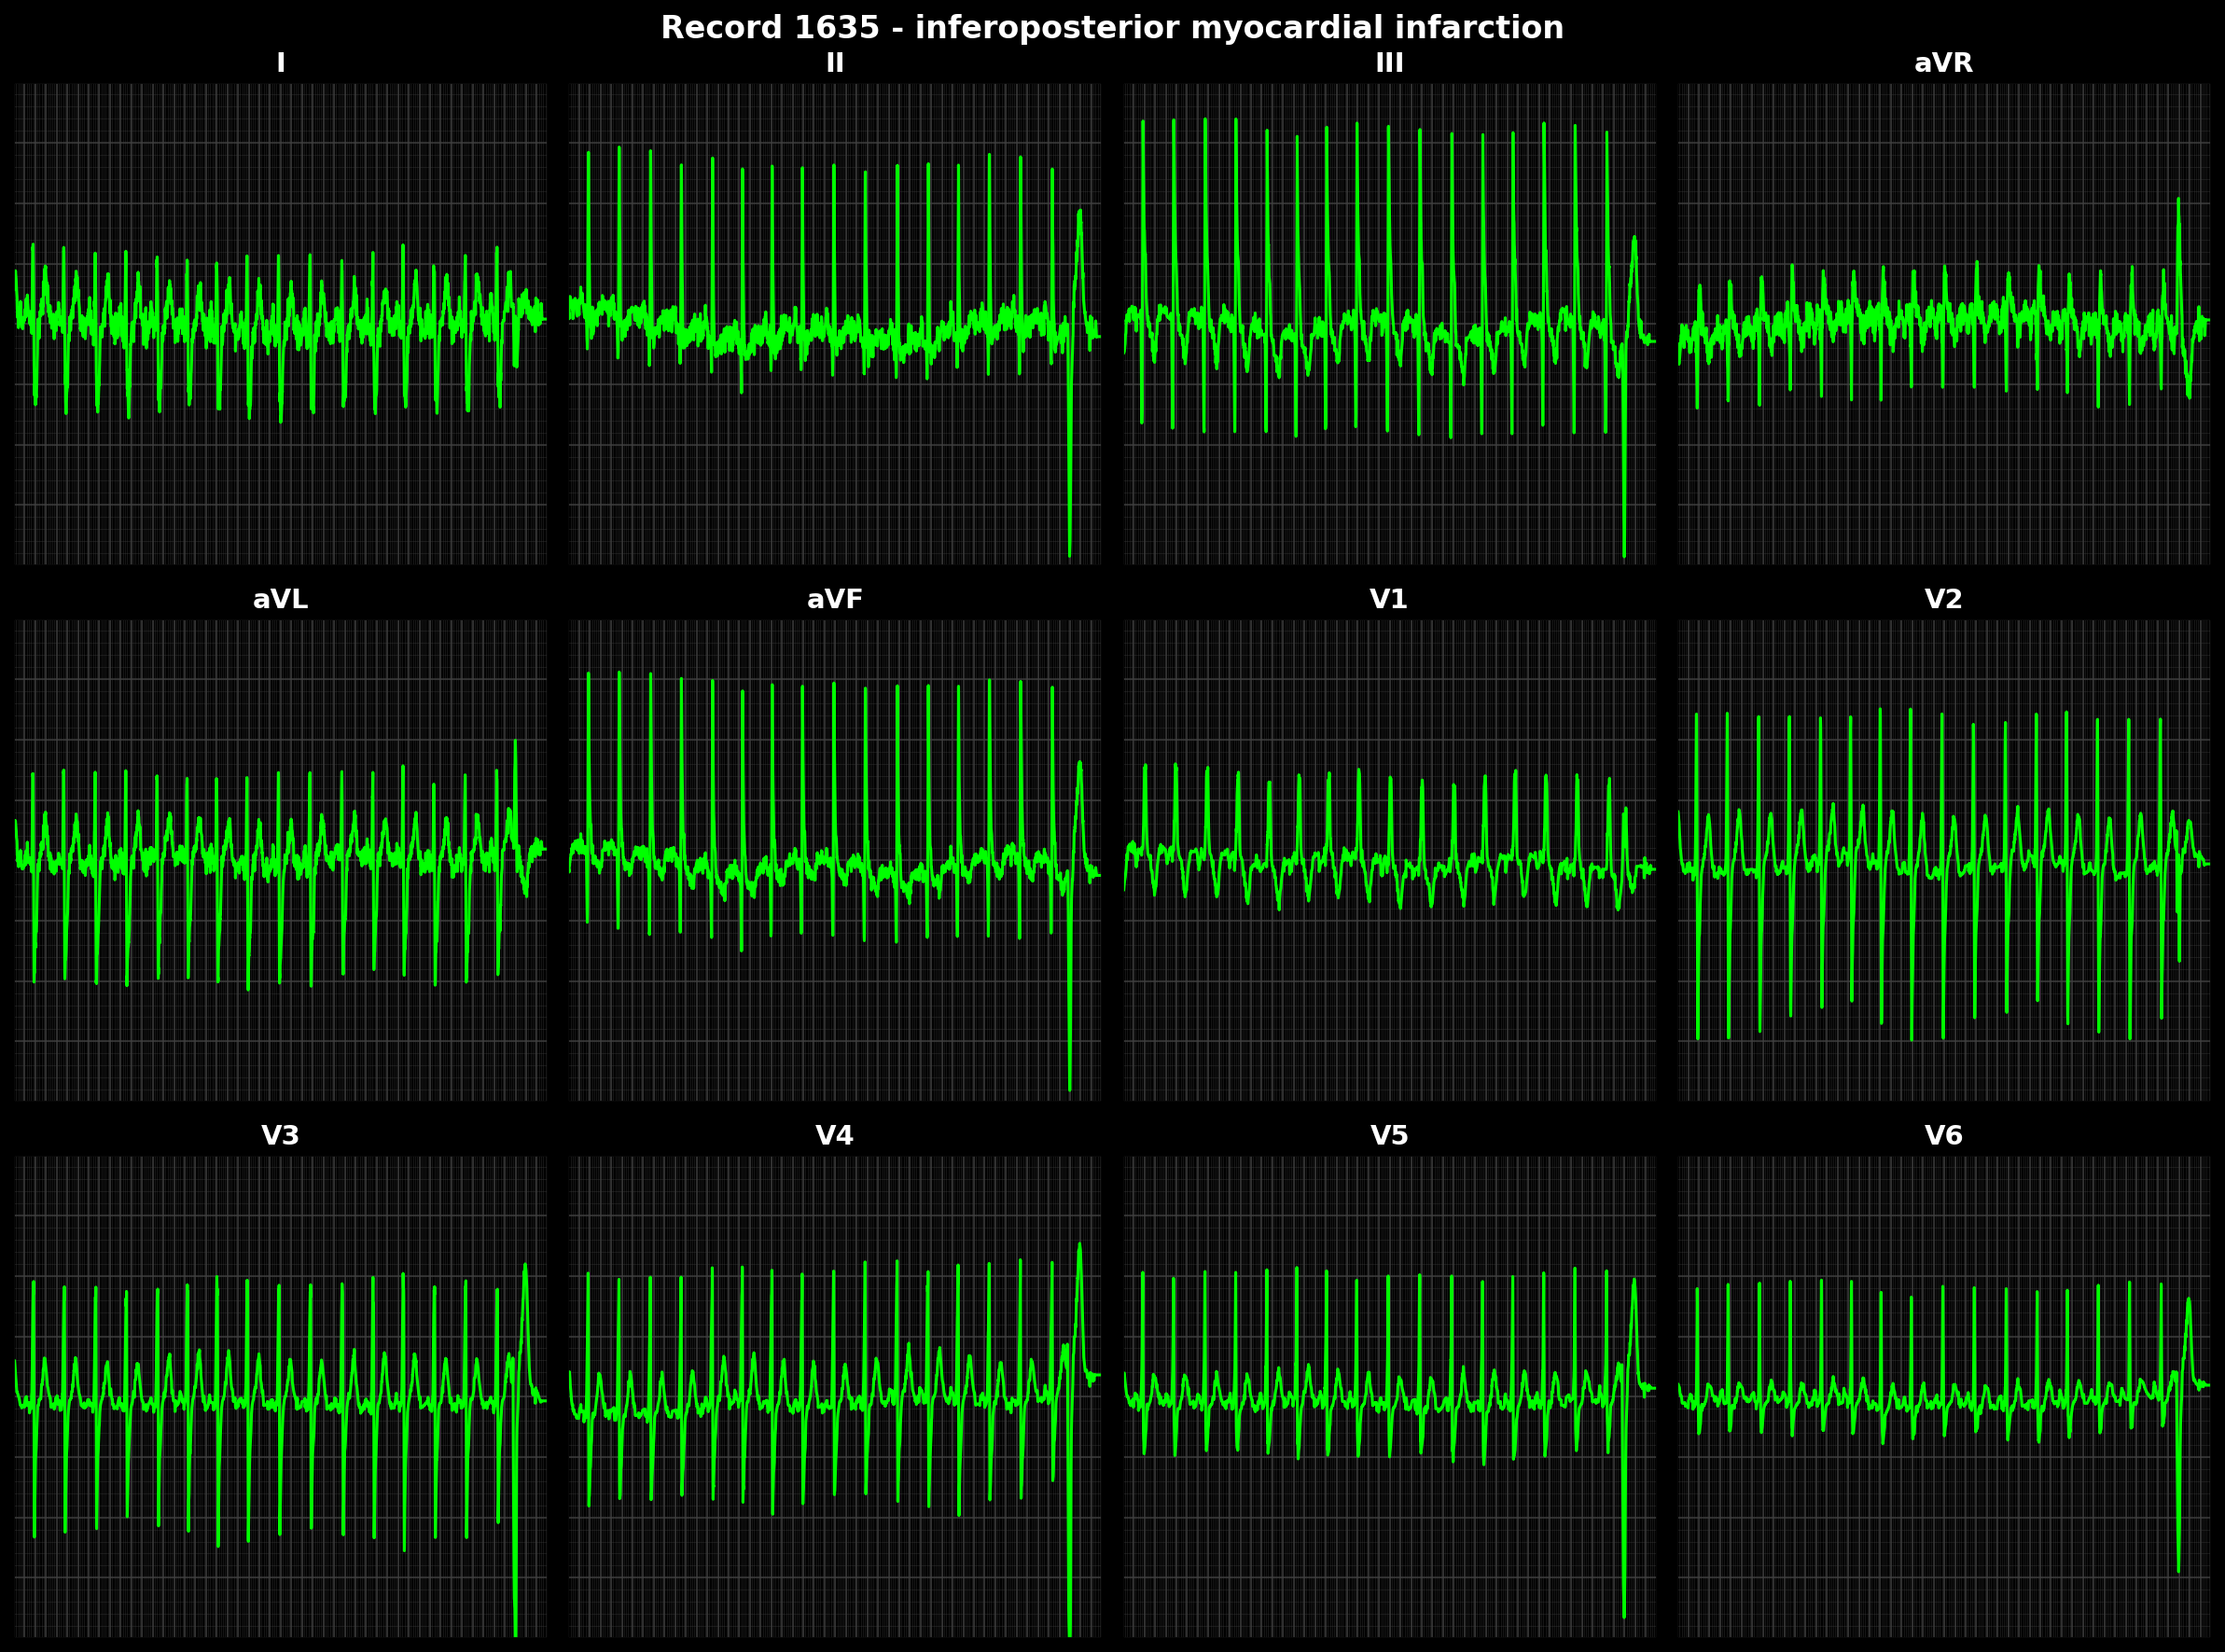 Record 1635 - inferoposterior myocardial infarction
I
II
III
aVR
aVL
aVF
V1
V2
V3
V4
V5
V6